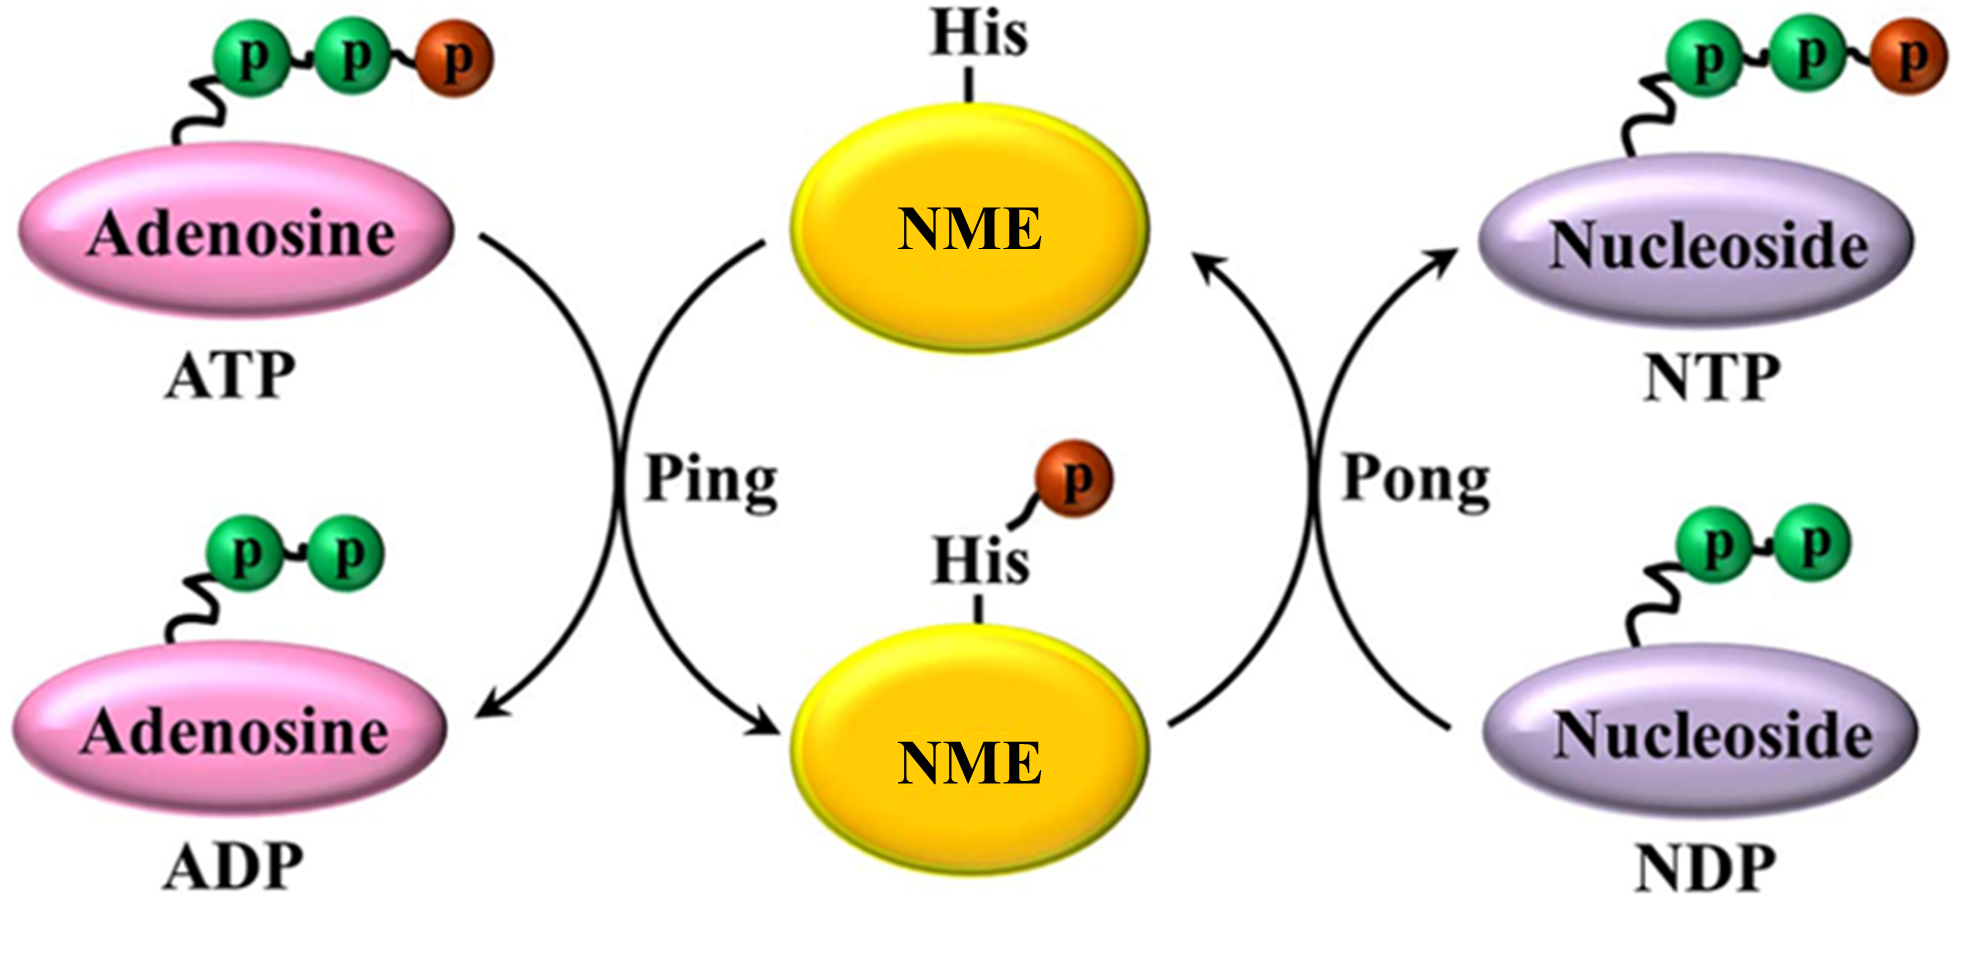 p p p
Adenosine
ATP
His
NME
p p p
Nucleoside
NTP
Ping
Pong
p p
Adenosine
ADP
p
His
NME
p p
Nucleoside
NDP